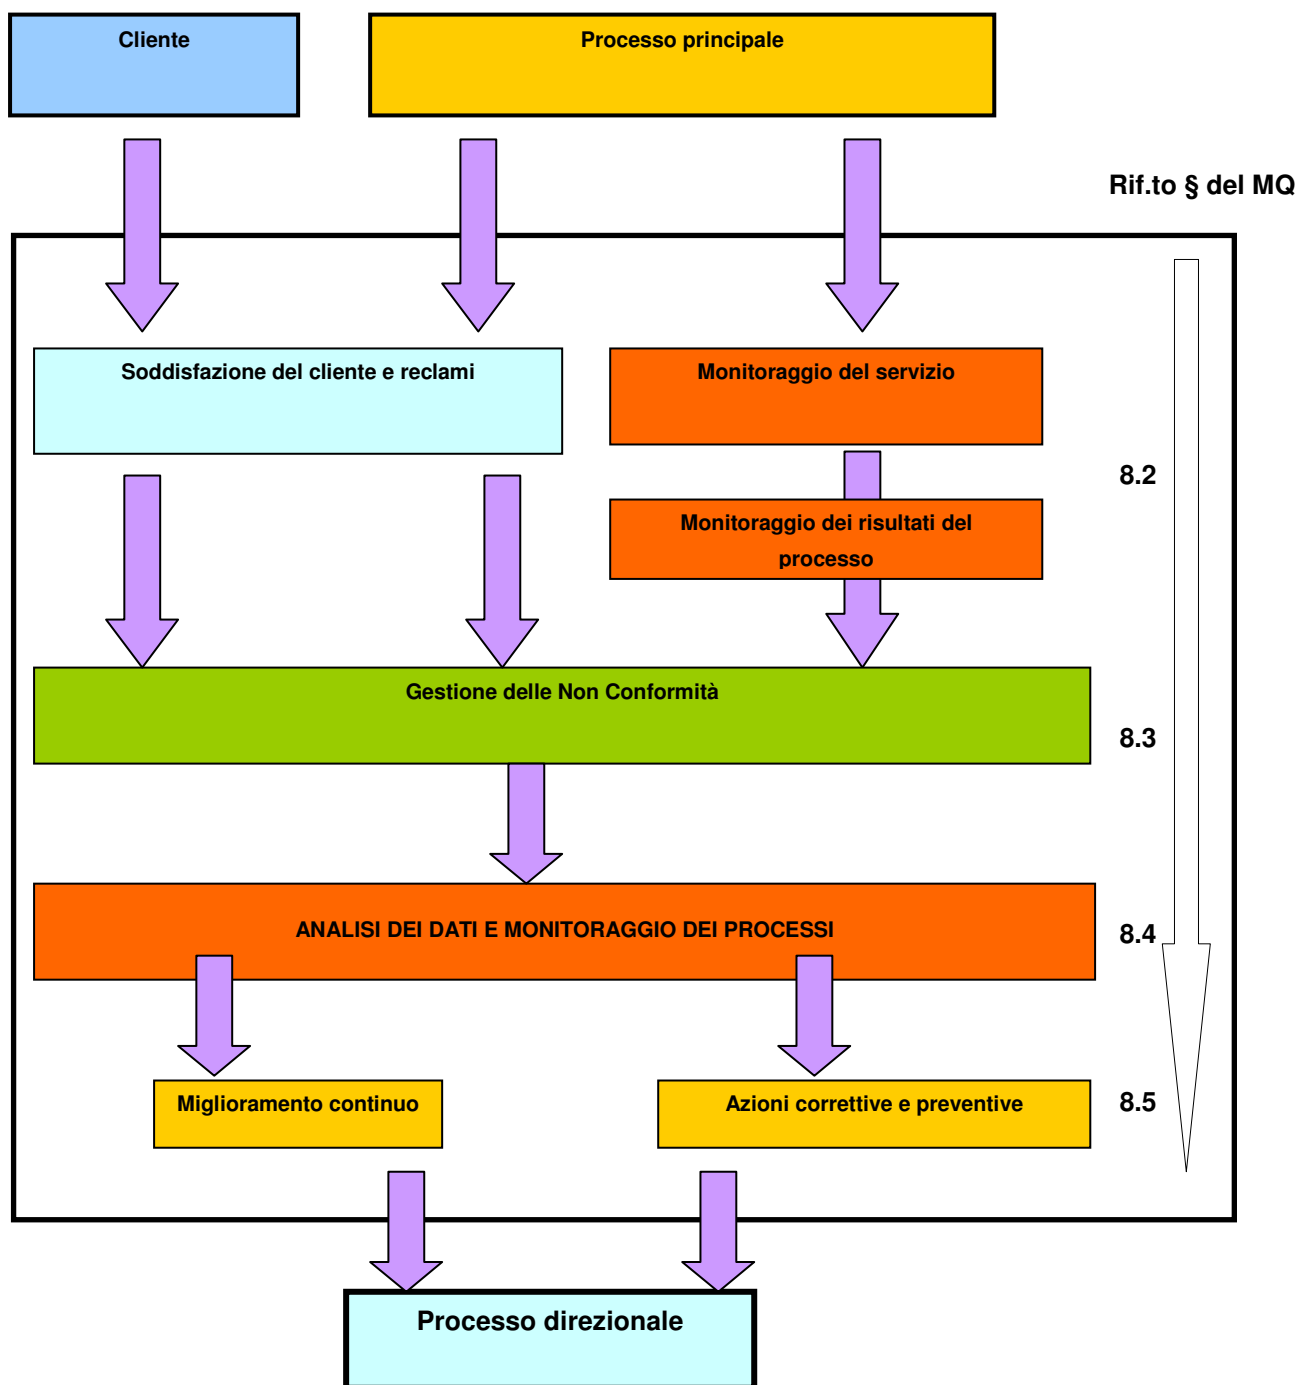 Cliente
Processo principale
Rif.to § del MQ
Soddisfazione del cliente e reclami
Monitoraggio del servizio
8.2
Monitoraggio dei risultati del
processo
Gestione delle Non Conformità
8.3
ANALISI DEI DATI E MONITORAGGIO DEI PROCESSI
8.4
Miglioramento continuo
Azioni correttive e preventive
8.5
Processo direzionale